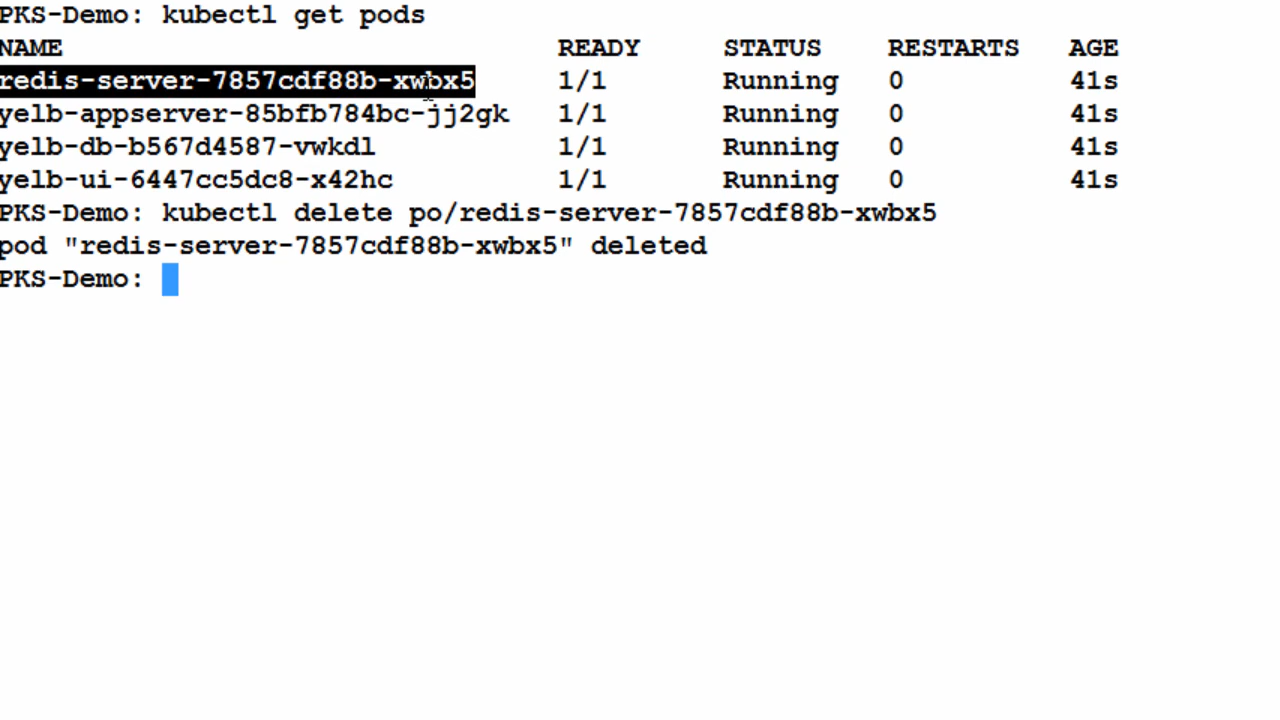 PKS-Demo: kubectl get pods
NAME READY STATUS RESTARTS AGE
redis-server-7857cdf88b-xwbx5 1/1 Running 0 41s
yelb-appserver-85bfb784bc-jj2gk 1/1 Running 0 41s
yelb-db-b567d4587-vwkdl 1/1 Running 0 41s
yelb-ui-6447cc5dc8-x42hc 1/1 Running 0 41s
PKS-Demo: kubectl delete po/redis-server-7857cdf88b-xwbx5
pod "redis-server-7857cdf88b-xwbx5" deleted
PKS-Demo: